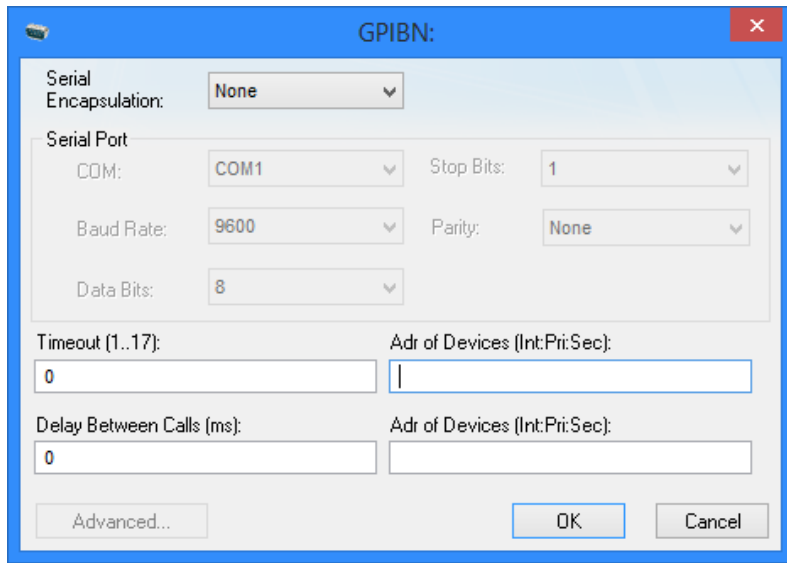 GPIBN:
Serial
Encapsulation: None
Serial Port
COM: COM1 Stop Bits: 1
Baud Rate: 9600 Parity: None
Data Bits: 8
Timeout (1..17): Adr of Devices (Int:Pri:Sec):
0
Delay Between Calls (ms): Adr of Devices (Int:Pri:Sec):
0
Advanced... OK Cancel